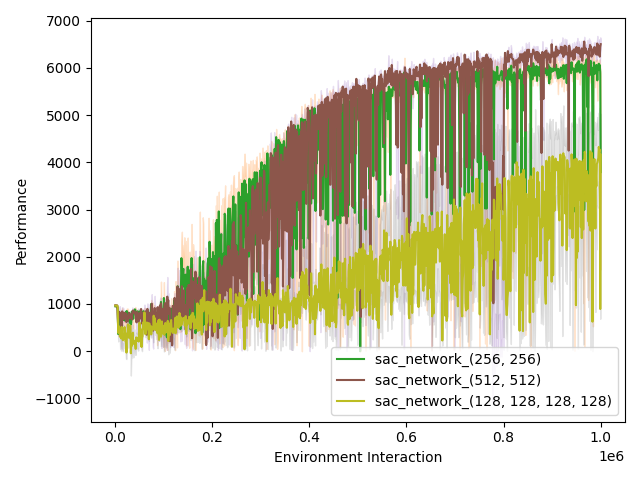 7000
6000
5000
4000
3000
2000
1000
0
−1000
Performance
0.0 0.2 0.4 0.6 0.8 1.0
1e6
Environment Interaction
sac_network_(256, 256)
sac_network_(512, 512)
sac_network_(128, 128, 128, 128)